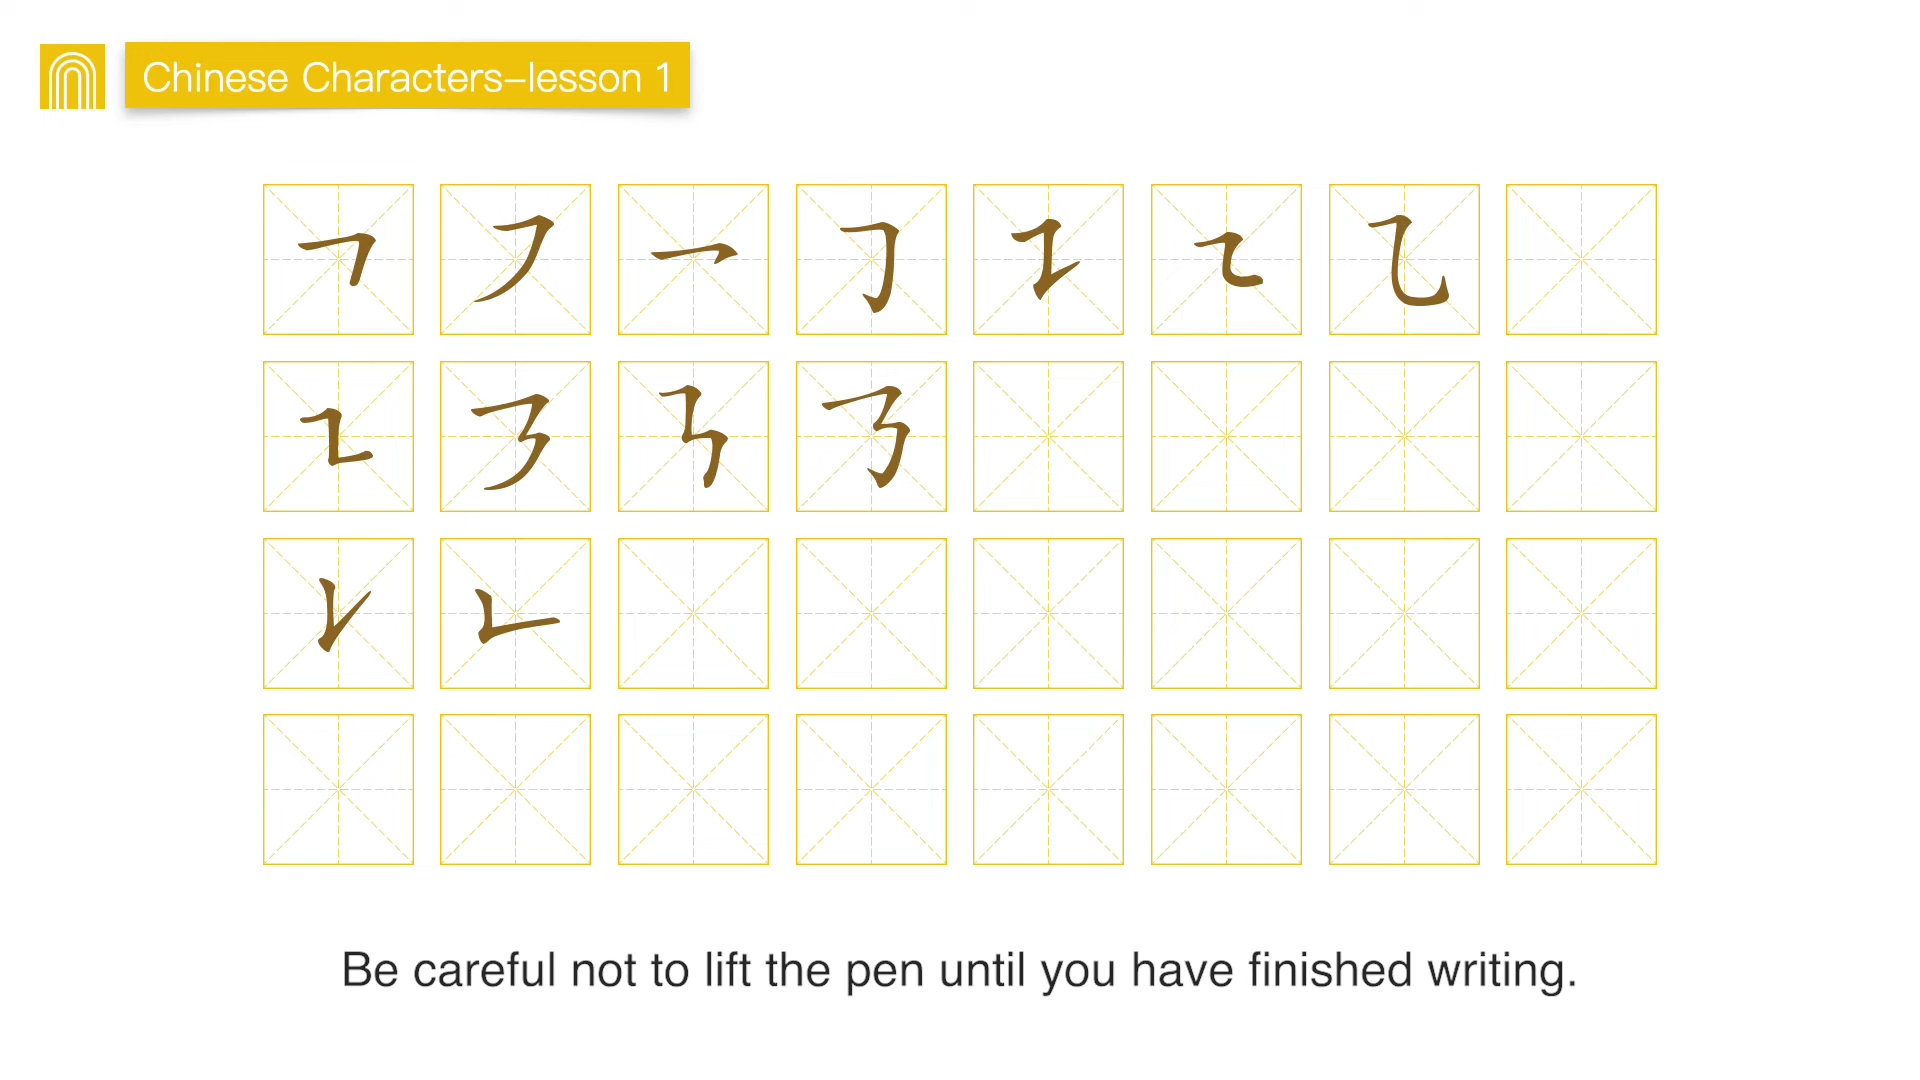 Chinese Characters–lesson 1
㇕ ㇇ ㇖ ㇆ ㇊ ㇍ ㇈
㇅ ㇋ ㇞ ㇡
㇙ ㇗
Be careful not to lift the pen until you have finished writing.